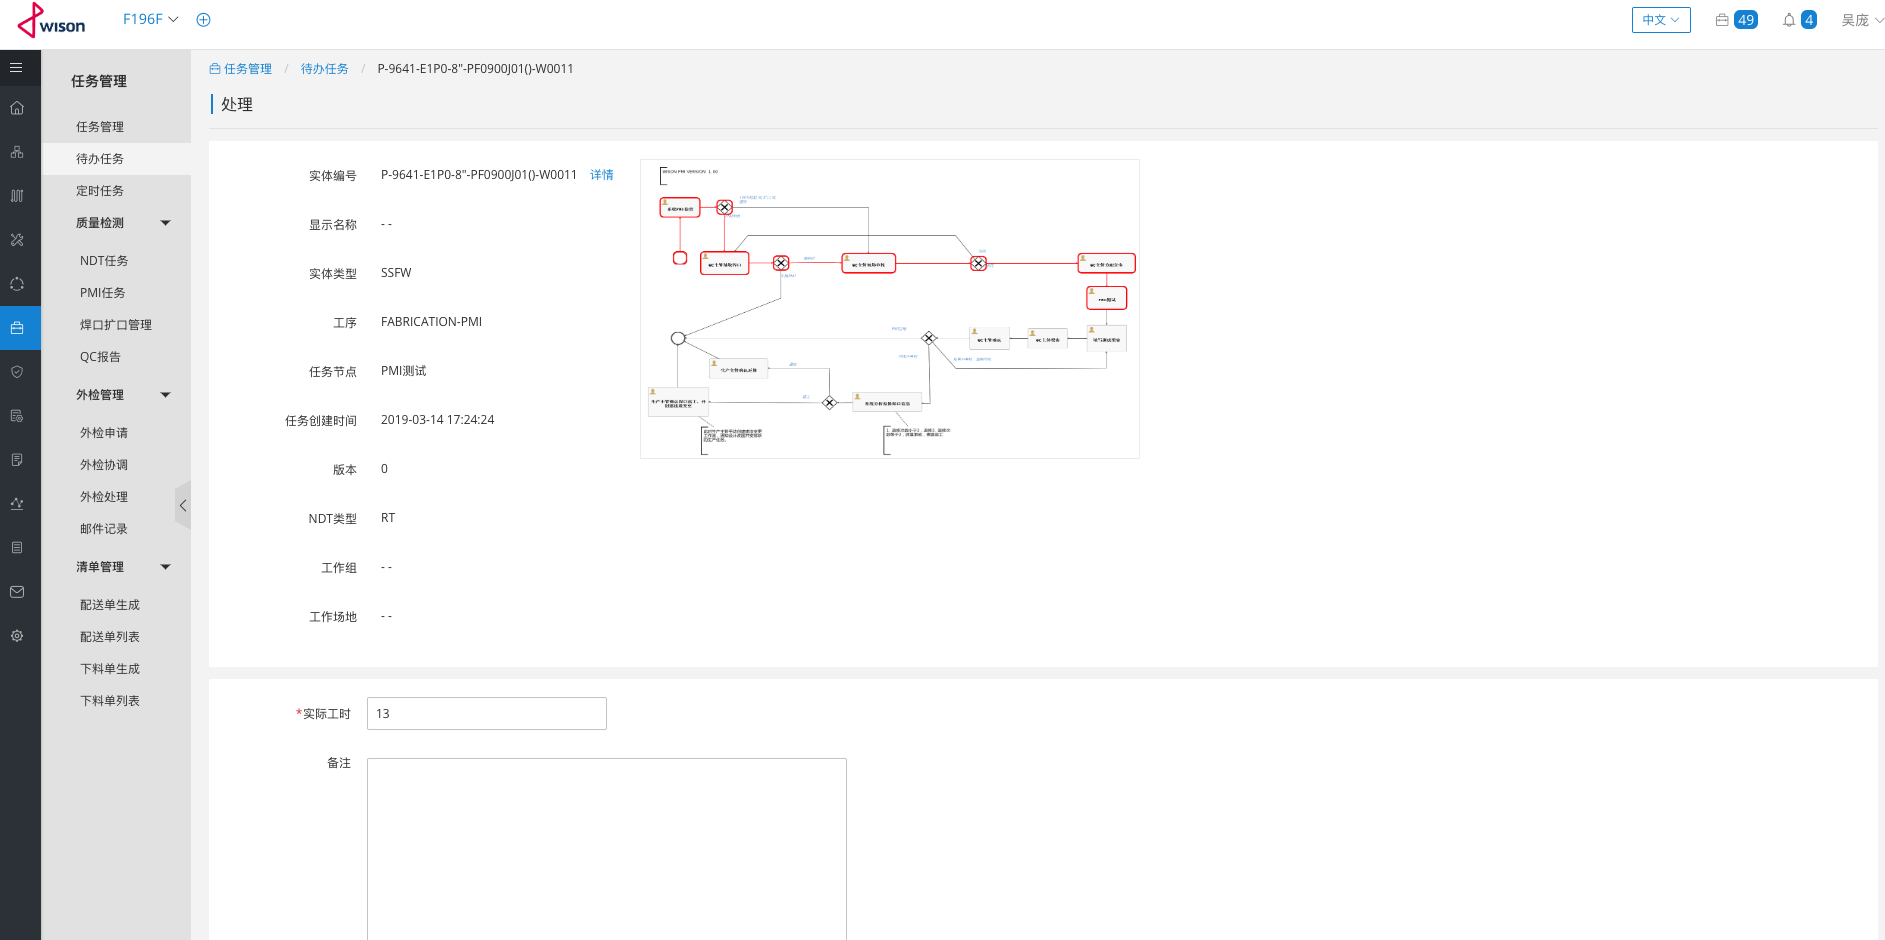 wison
F196F
中文
49
4
吴庞
任务管理
任务管理
待办任务
定时任务
质量检测
NDT任务
PMI任务
焊口扩口管理
QC报告
外检管理
外检申请
外检协调
外检处理
邮件记录
清单管理
配送单生成
配送单列表
下料单生成
下料单列表
任务管理 / 待办任务 / P-9641-E1P0-8"-PF0900J01()-W0011
处理
实体编号 P-9641-E1P0-8"-PF0900J01()-W0011 详情
显示名称 - -
实体类型 SSFW
工序 FABRICATION-PMI
任务节点 PMI测试
任务创建时间 2019-03-14 17:24:24
版本 0
NDT类型 RT
工作组 - -
工作场地 - -
WISON PMI VERSION
PMI测试
*实际工时 13
备注